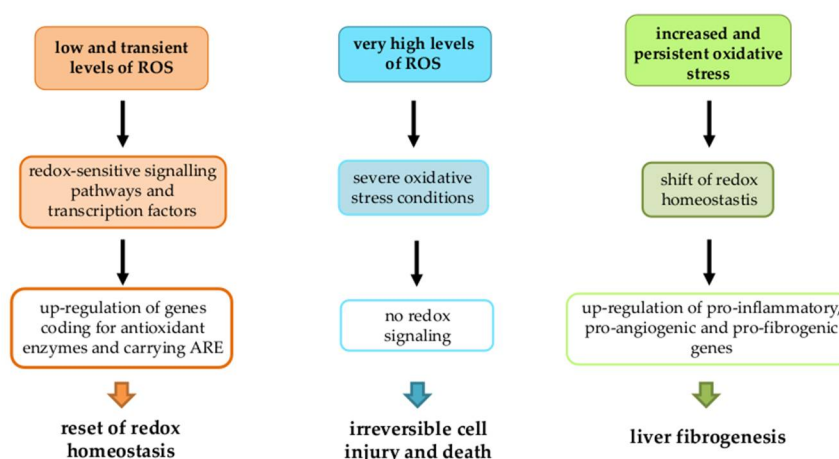 low and transient
levels of ROS
redox-sensitive signalling
pathways and
transcription factors
up-regulation of genes
coding for antioxidant
enzymes and carrying ARE
reset of redox
homeostasis
very high levels
of ROS
severe oxidative
stress conditions
no redox
signaling
irreversible cell
injury and death
increased and
persistent oxidative
stress
shift of redox
homeostastis
up-regulation of pro-inflammatory,
pro-angiogenic and pro-fibrogenic
genes
liver fibrogenesis